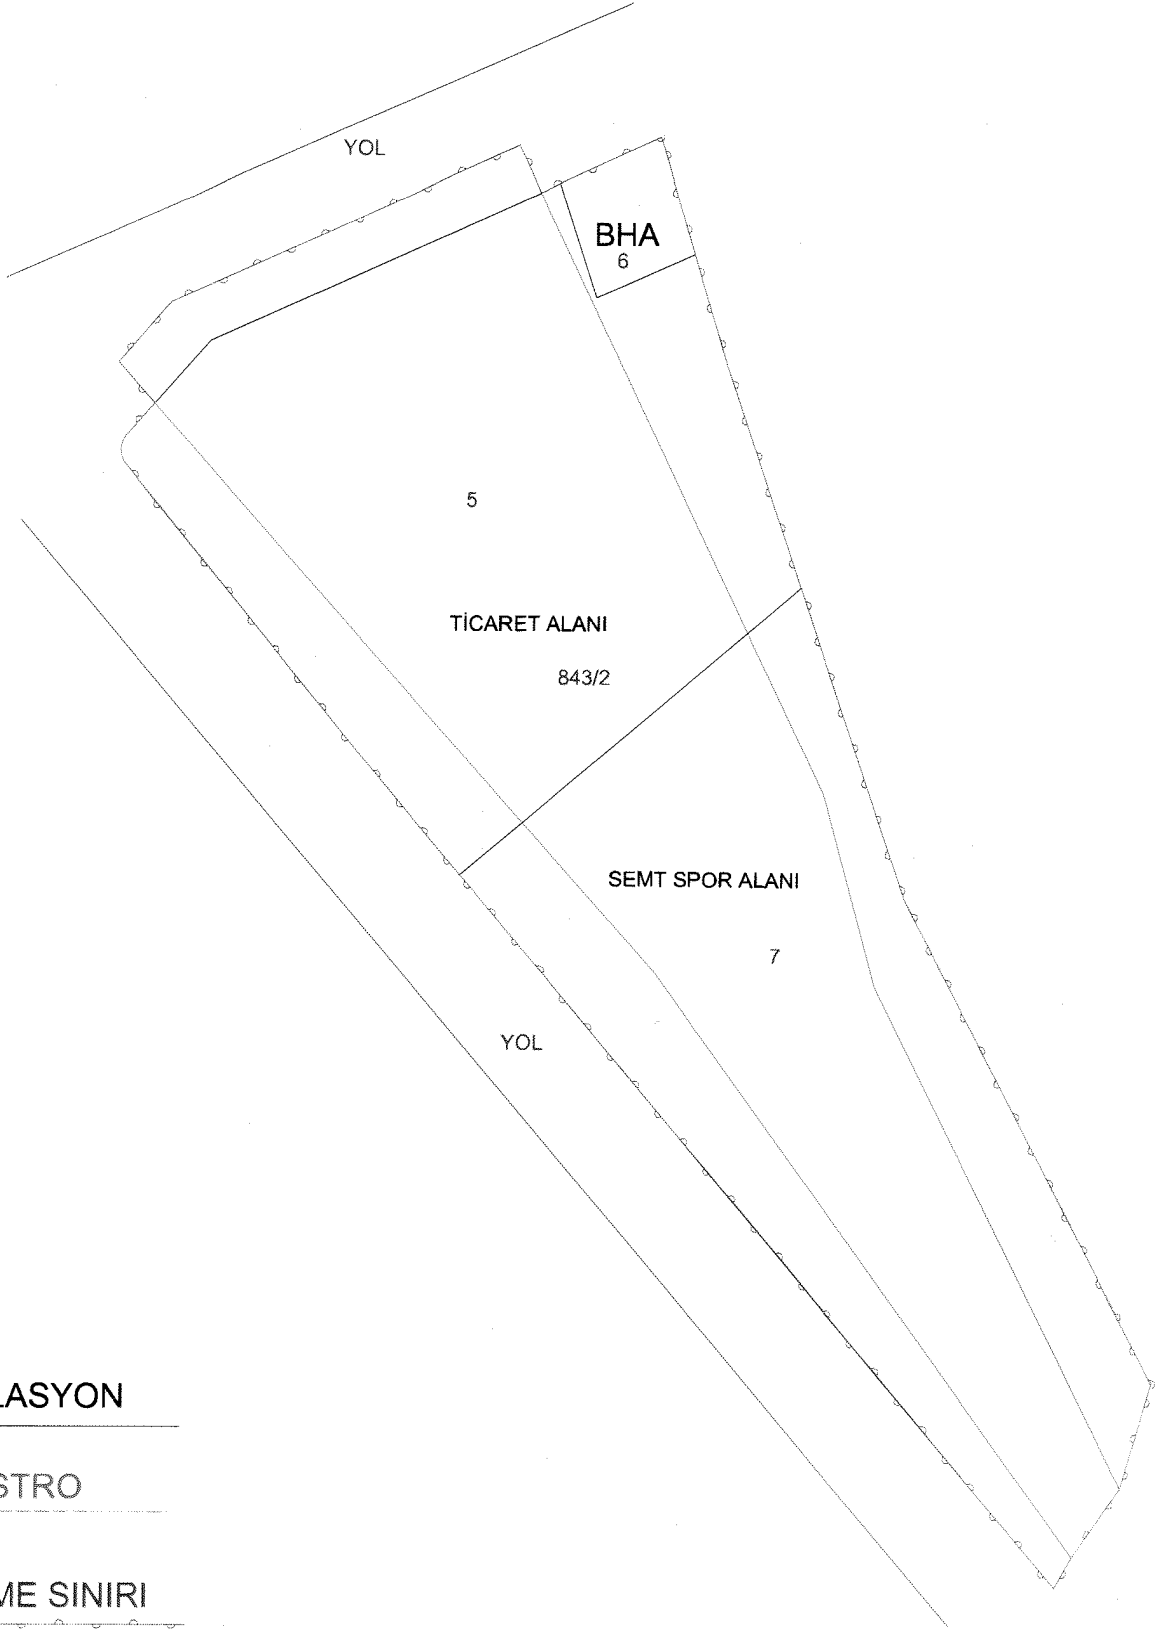 YOL
BHA
6
5
TİCARET ALANI
843/2
SEMT SPOR ALANI
7
YOL
LASYON
STRO
ME SINIRI